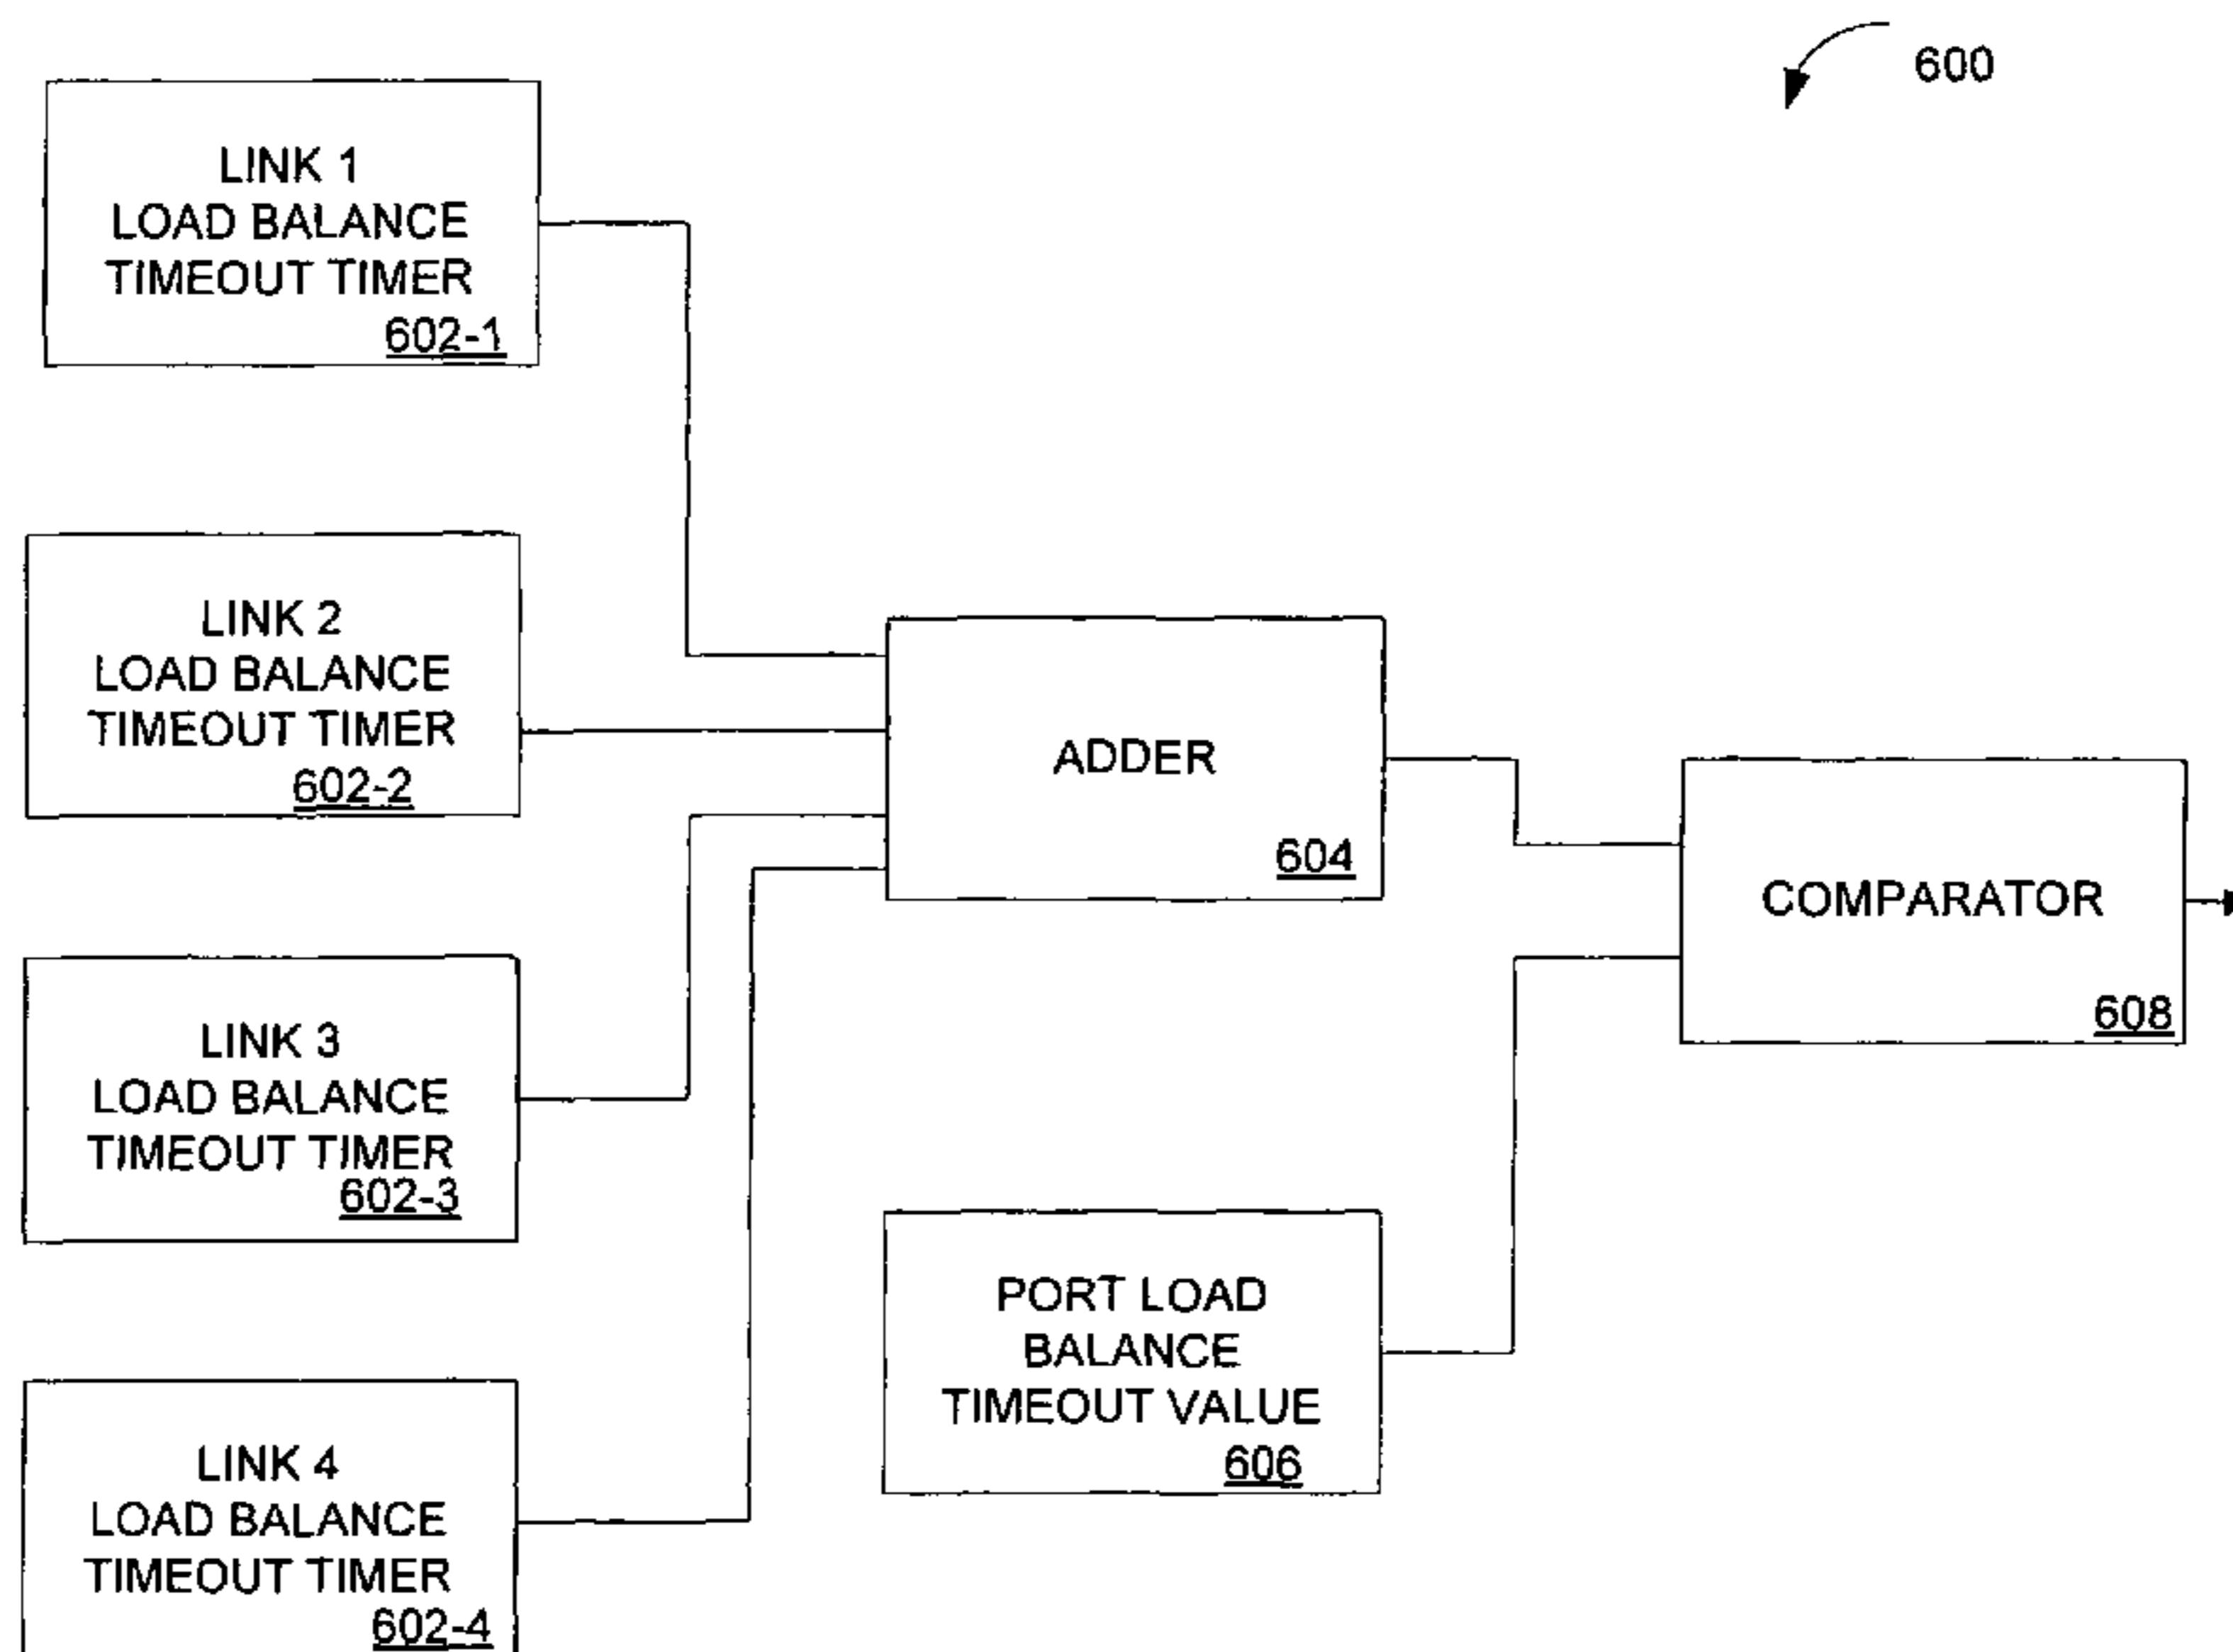 600
LINK 1
LOAD BALANCE
TIMEOUT TIMER
602-1
LINK 2
LOAD BALANCE
TIMEOUT TIMER
602-2
ADDER
604
COMPARATOR
608
LINK 3
LOAD BALANCE
TIMEOUT TIMER
602-3
PORT LOAD
BALANCE
TIMEOUT VALUE
606
LINK 4
LOAD BALANCE
TIMEOUT TIMER
602-4